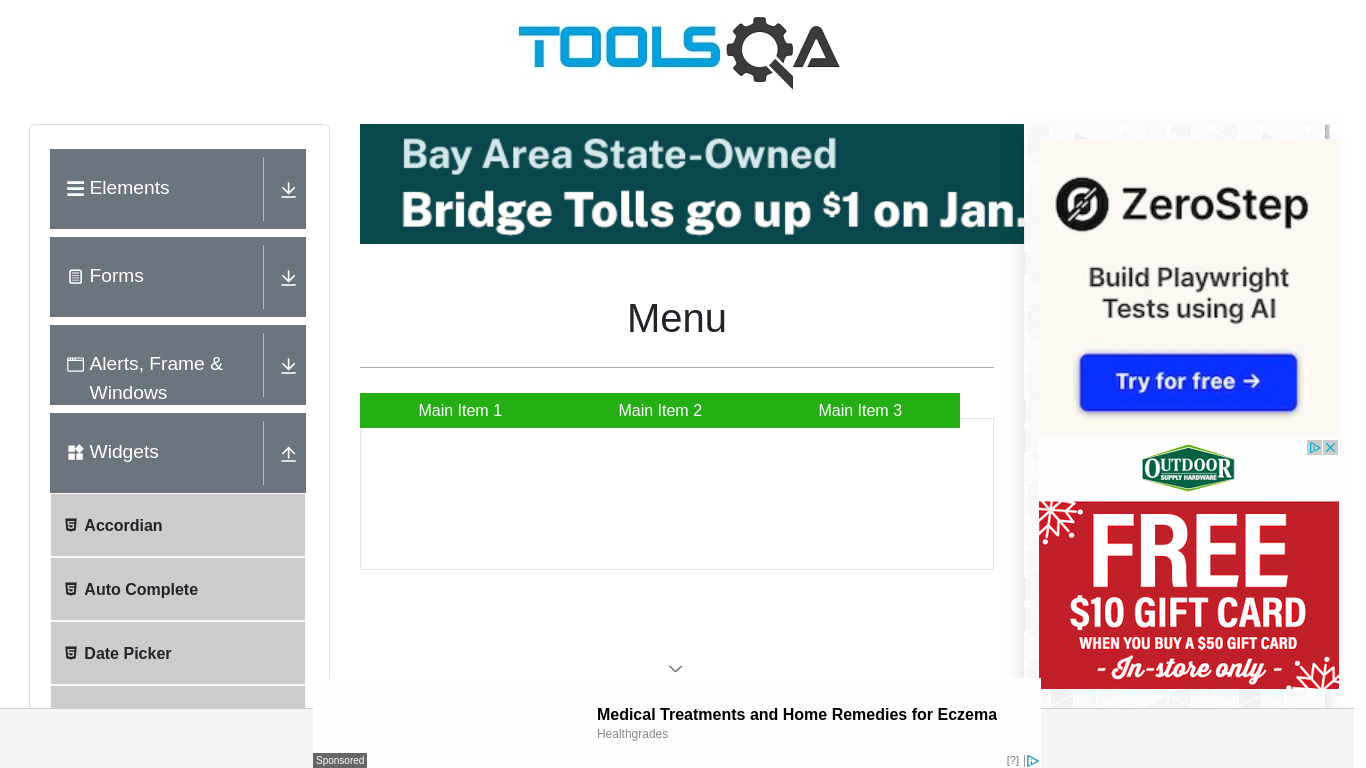 TOOLSQA
Elements
Forms
Alerts, Frame &
Windows
Widgets
Accordian
Auto Complete
Date Picker
Bay Area State-Owned
Bridge Tolls go up $1 on Jan.
Menu
Main Item 1
Main Item 2
Main Item 3
ZeroStep
Build Playwright
Tests using AI
Try for free →
OUTDOOR
SUPPLY HARDWARE
FREE
$10 GIFT CARD
WHEN YOU BUY A $50 GIFT CARD
- In-store only -
Medical Treatments and Home Remedies for Eczema
Healthgrades
Sponsored
[?]